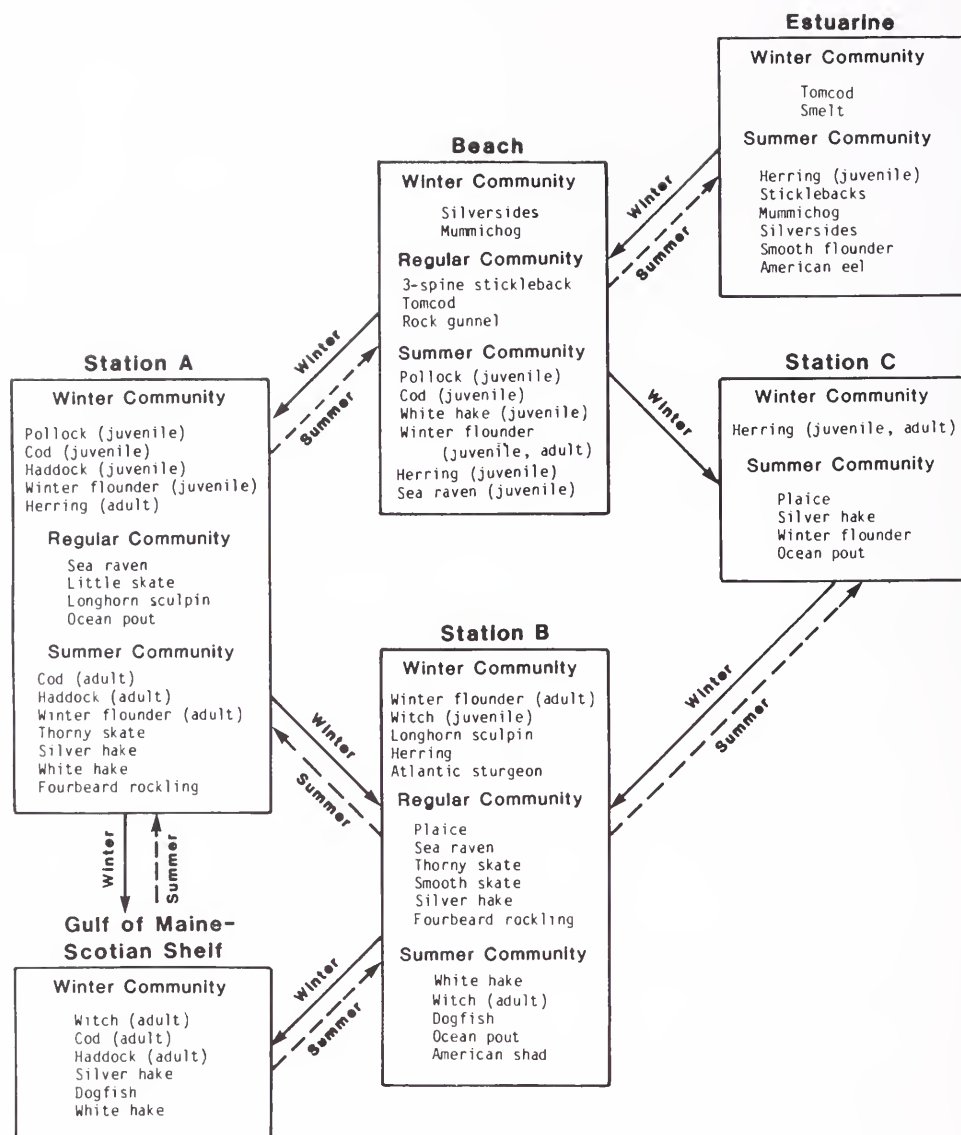 Estuarine
Winter Community
Tomcod
Smelt
Summer Community
Herring (juvenile)
Sticklebacks
Mummichog
Silversides
Smooth flounder
American eel
Winter
Summer
Beach
Winter Community
Silversides
Mummichog
Regular Community
3-spine stickleback
Tomcod
Rock gunnel
Summer Community
Pollock (juvenile)
Cod (juvenile)
White hake (juvenile)
Winter flounder
(juvenile, adult)
Herring (juvenile)
Sea raven (juvenile)
Winter
Summer
Winter
Station A
Winter Community
Pollock (juvenile)
Cod (juvenile)
Haddock (juvenile)
Winter flounder (juvenile)
Herring (adult)
Regular Community
Sea raven
Little skate
Longhorn sculpin
Ocean pout
Summer Community
Cod (adult)
Haddock (adult)
Winter flounder (adult)
Thorny skate
Silver hake
White hake
Fourbeard rockling
Station C
Winter Community
Herring (juvenile, adult)
Summer Community
Plaice
Silver hake
Winter flounder
Ocean pout
Winter
Summer
Winter
Summer
Station B
Winter Community
Winter flounder (adult)
Witch (juvenile)
Longhorn sculpin
Herring
Atlantic sturgeon
Regular Community
Plaice
Sea raven
Thorny skate
Smooth skate
Silver hake
Fourbeard rockling
Summer Community
White hake
Witch (adult)
Dogfish
Ocean pout
American shad
Winter
Summer
Winter
Summer
Gulf of Maine-
Scotian Shelf
Winter Community
Witch (adult)
Cod (adult)
Haddock (adult)
Silver hake
Dogfish
White hake